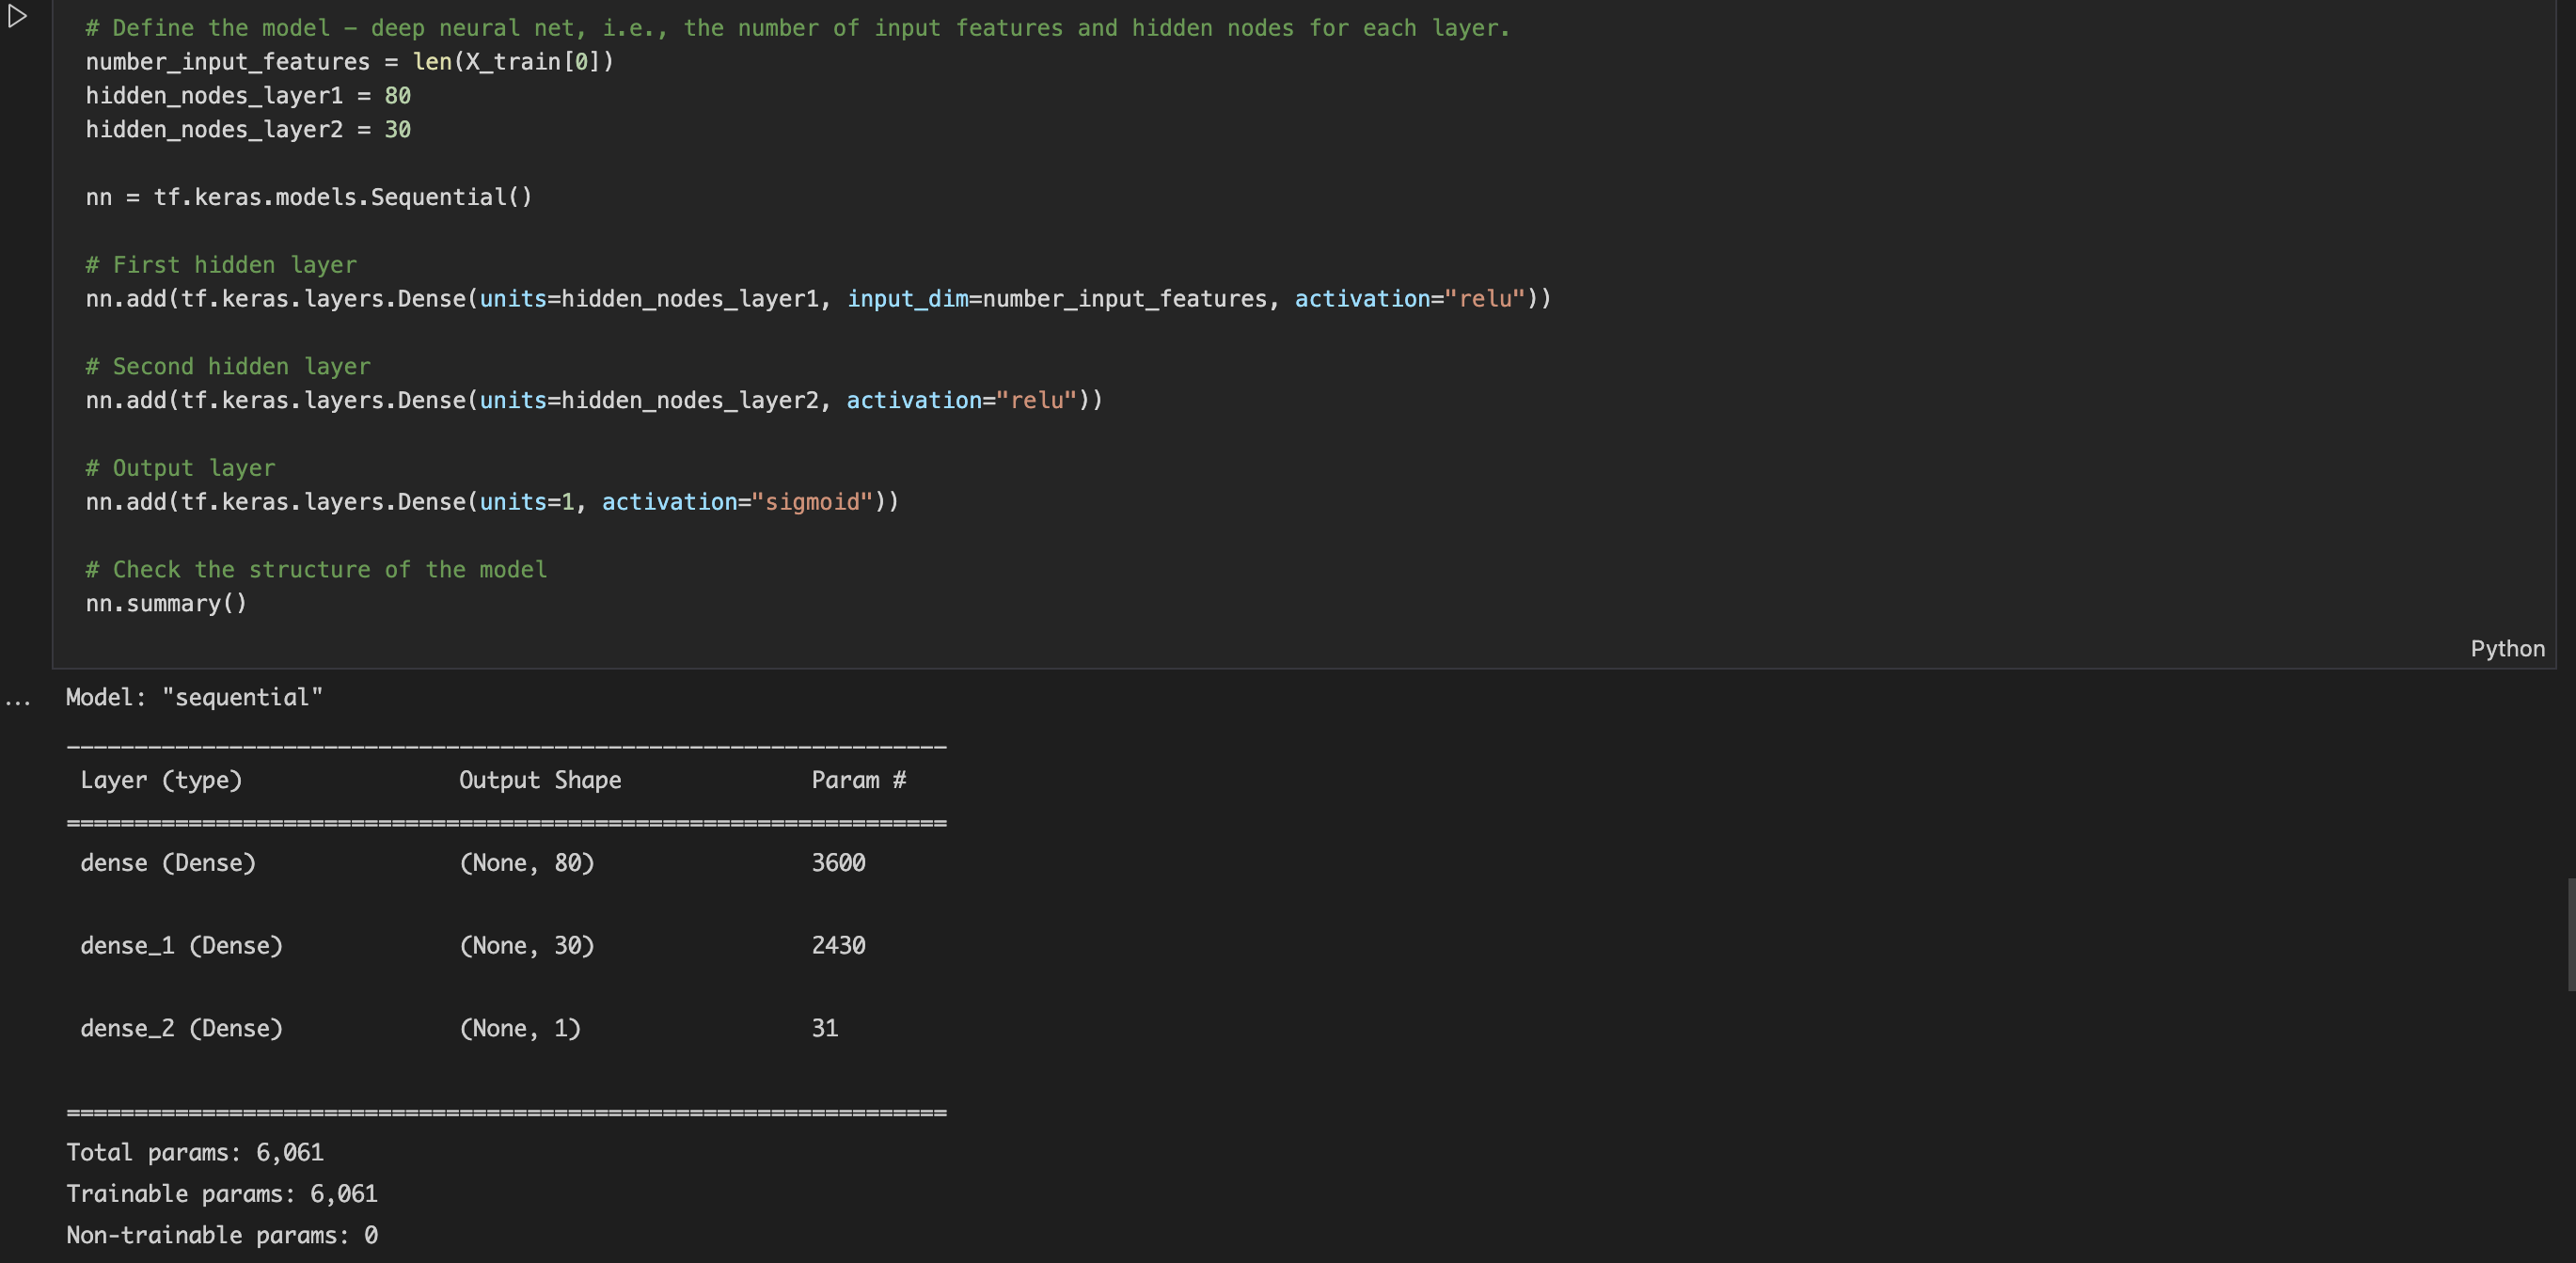 # Define the model – deep neural net, i.e., the number of input features and hidden nodes for each layer.
number_input_features = len(X_train[0])
hidden_nodes_layer1 = 80
hidden_nodes_layer2 = 30
nn = tf.keras.models.Sequential()
# First hidden layer
nn.add(tf.keras.layers.Dense(units=hidden_nodes_layer1, input_dim=number_input_features, activation="relu"))
# Second hidden layer
nn.add(tf.keras.layers.Dense(units=hidden_nodes_layer2, activation="relu"))
# Output layer
nn.add(tf.keras.layers.Dense(units=1, activation="sigmoid"))
# Check the structure of the model
nn.summary()
Python
... Model: "sequential"
_________________________________________________________________
Layer (type) Output Shape Param #
=================================================================
dense (Dense) (None, 80) 3600
dense_1 (Dense) (None, 30) 2430
dense_2 (Dense) (None, 1) 31
=================================================================
Total params: 6,061
Trainable params: 6,061
Non-trainable params: 0